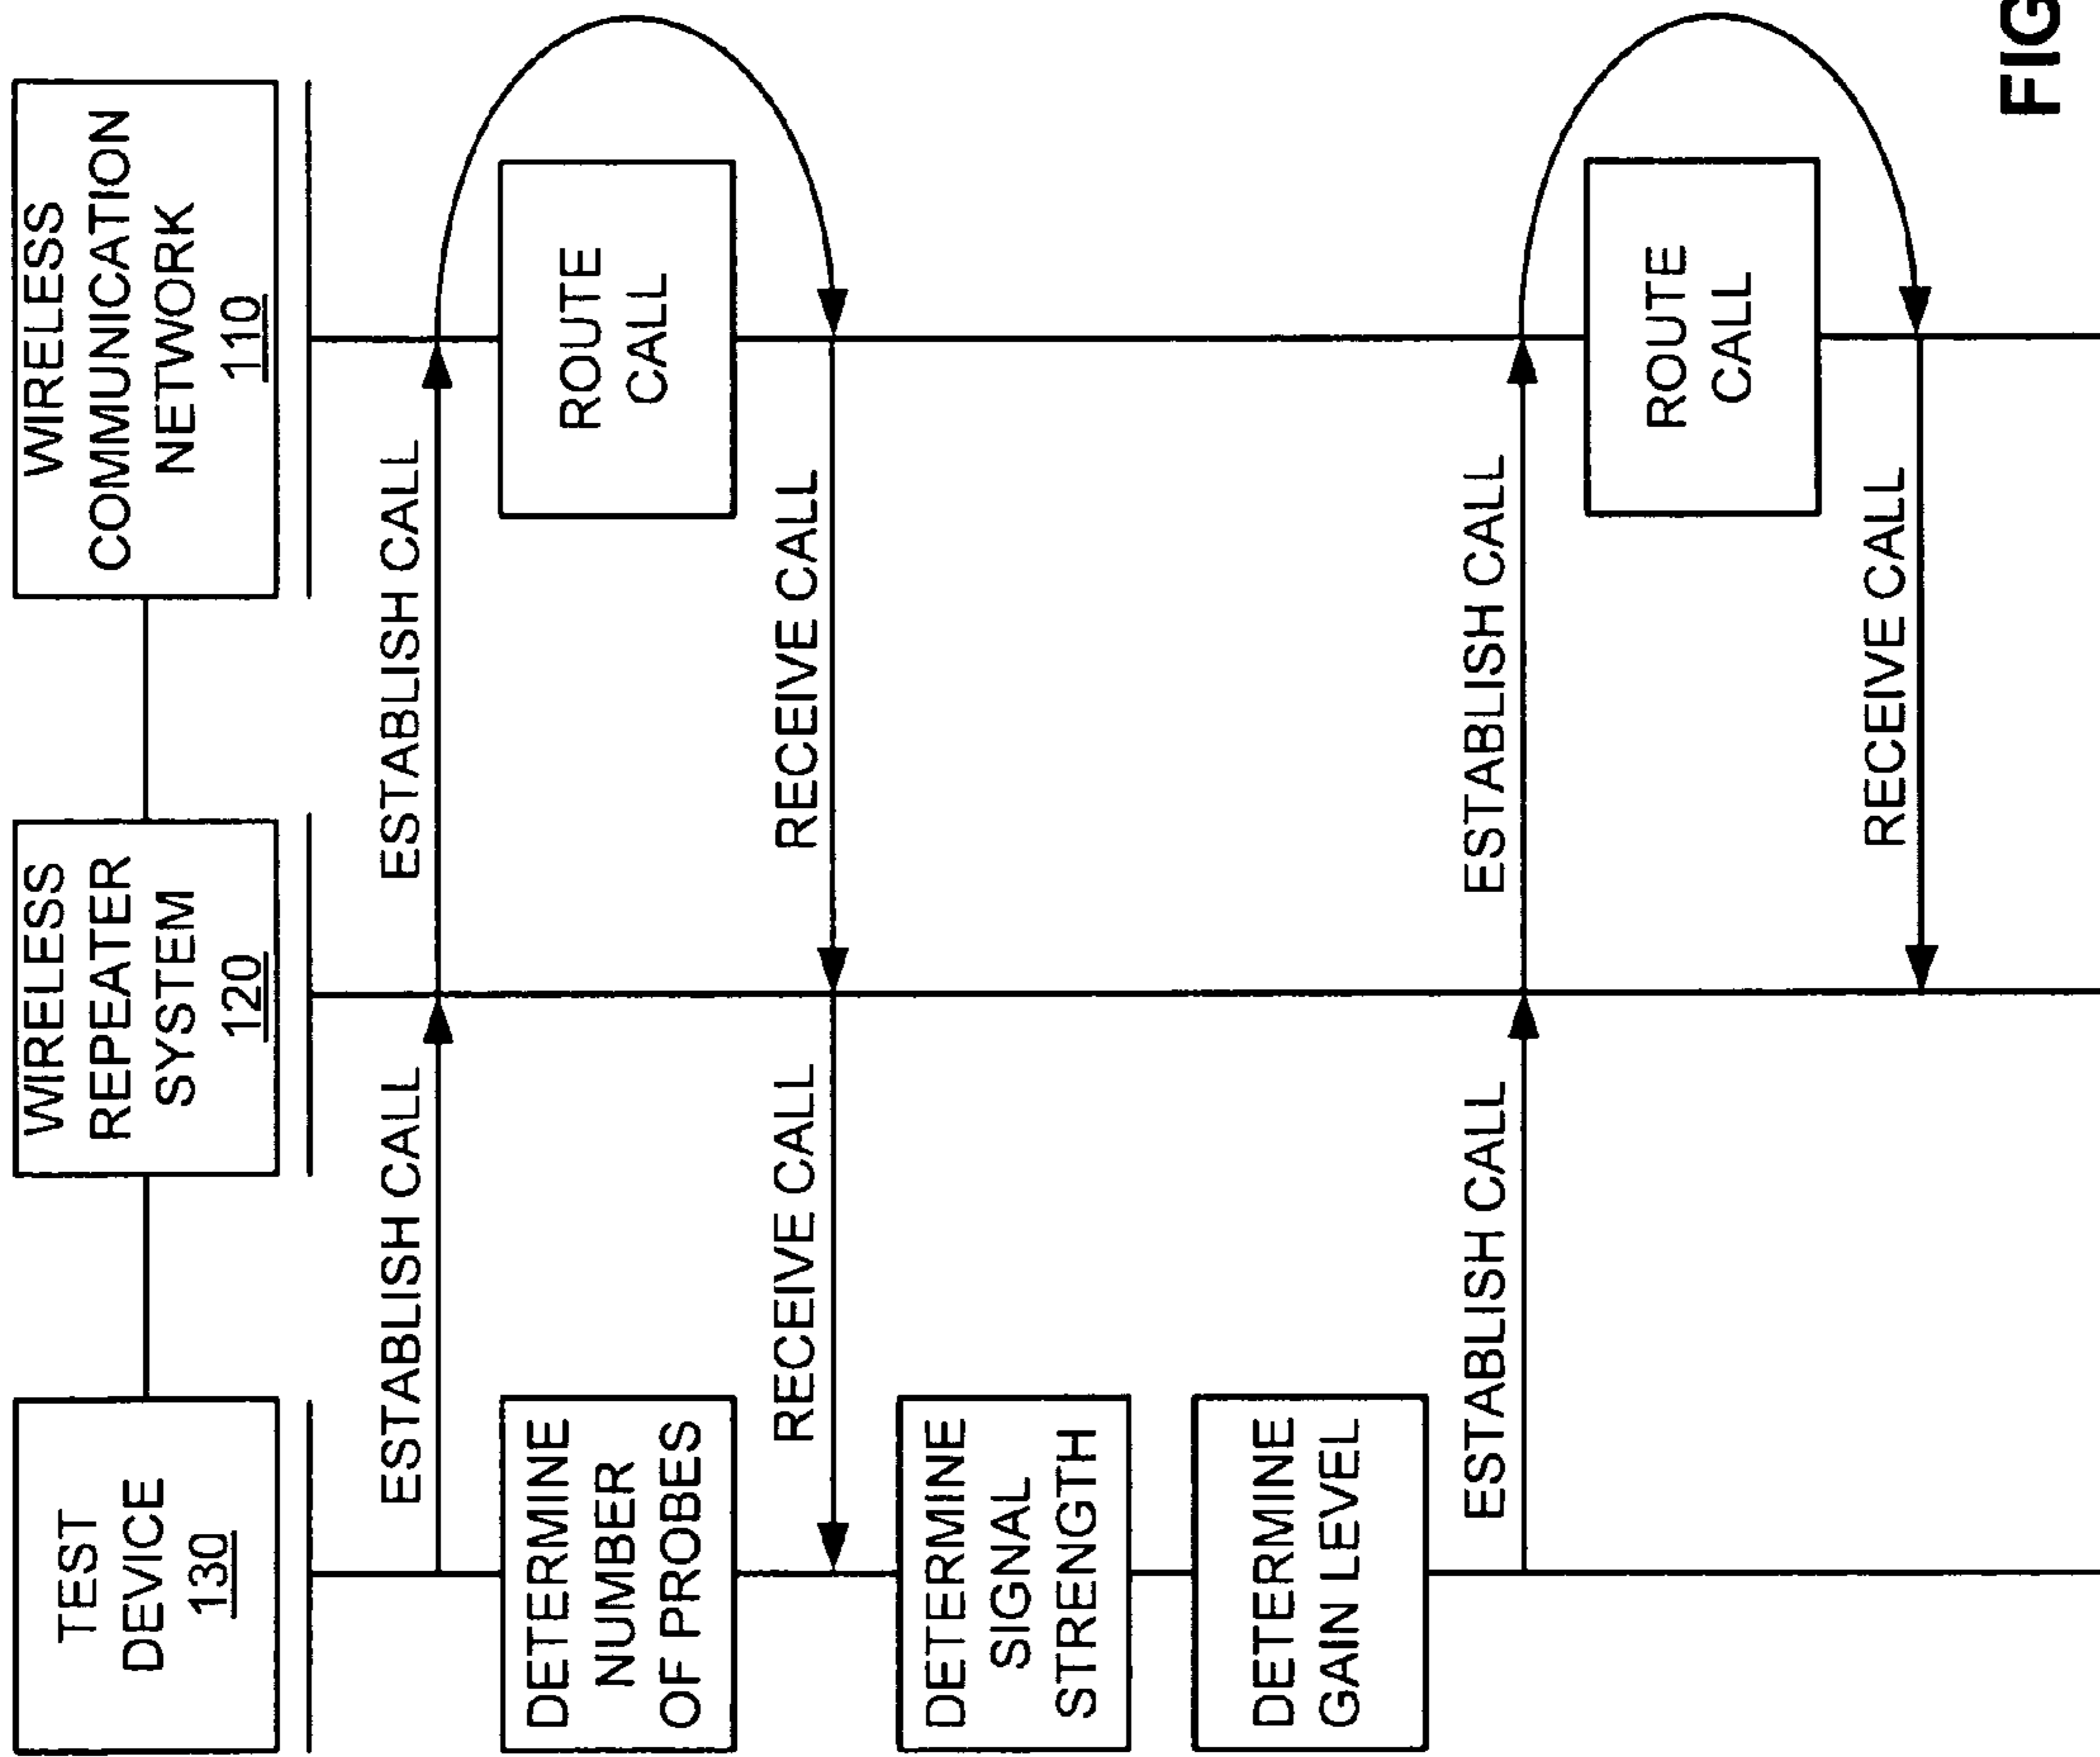 TEST
DEVICE
130
WIRELESS
REPEATER
SYSTEM
120
WIRELESS
COMMUNICATION
NETWORK
110
ESTABLISH CALL
ESTABLISH CALL
DETERMINE
NUMBER
OF PROBES
ROUTE
CALL
RECEIVE CALL
RECEIVE CALL
DETERMINE
SIGNAL
STRENGTH
DETERMINE
GAIN LEVEL
ESTABLISH CALL
ESTABLISH CALL
ROUTE
CALL
RECEIVE CALL
FIG